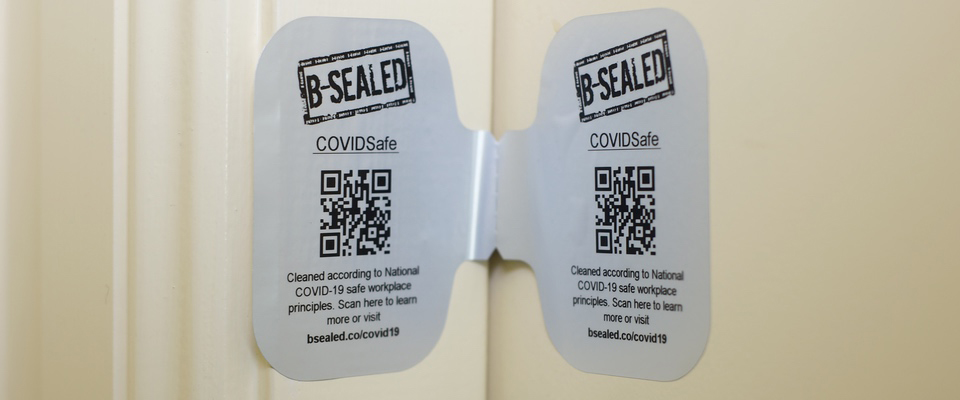 B-SEALED
COVIDSafe
Cleaned according to National
COVID-19 safe workplace
principles. Scan here to learn
more or visit
bsealed.co/covid19
B-SEALED
COVIDSafe
Cleaned according to National
COVID-19 safe workplace
principles. Scan here to learn
more or visit
bsealed.co/covid19